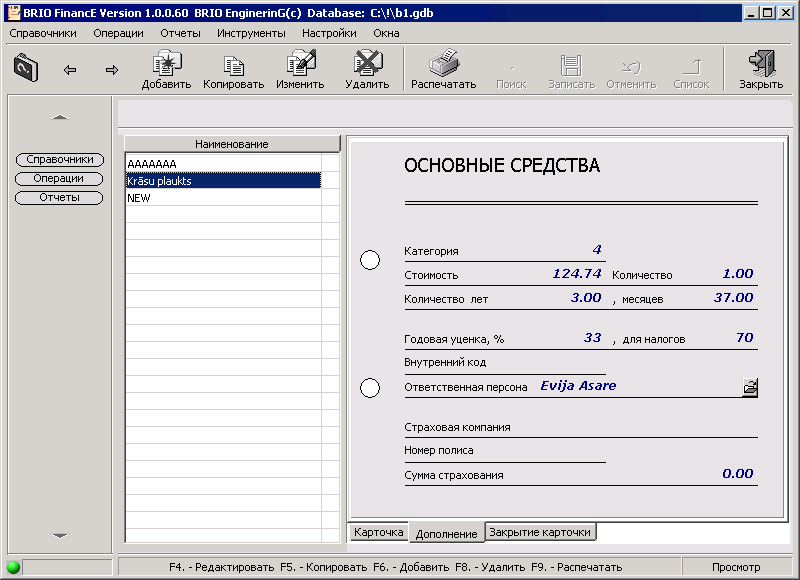 BRIO FinancE Version 1.0.0.60 BRIO EnginerinG(c) Database: C:\!\b1.gdb
Справочники Операции Отчеты Инструменты Настройки Окна
Добавить Копировать Изменить Удалить Распечатать Поиск Записать Отменить Список Закрыть
Справочники
Операции
Отчеты
Наименование
AAAAAAA
Krāsu plaukts
NEW
ОСНОВНЫЕ СРЕДСТВА
Категория 4
Стоимость 124.74 Количество 1.00
Количество лет 3.00 , месяцев 37.00
Годовая уценка, % 33 , для налогов 70
Внутренний код
Ответственная персона Evija Asare
Страховая компания
Номер полиса
Сумма страхования 0.00
Карточка Дополнение Закрытие карточки
F4. - Редактировать F5. - Копировать F6. - Добавить F8. - Удалить F9. - Распечатать Просмотр